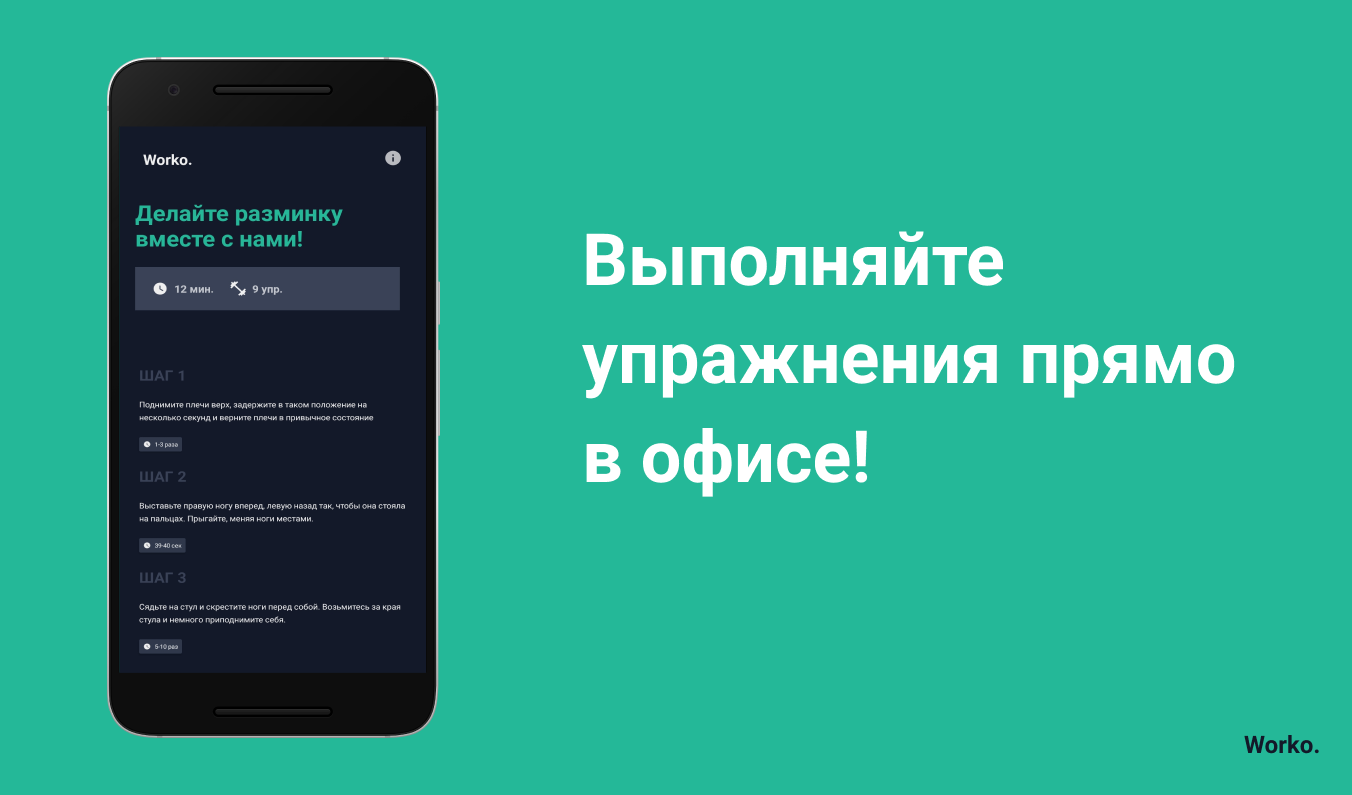 Worko.
Делайте разминку
вместе с нами!
12 мин. 9 упр.
ШАГ 1
Поднимите плечи верх, задержите в таком положение на
несколько секунд и верните плечи в привычное состояние
1-3 раза
ШАГ 2
Выставьте правую ногу вперед, левую назад так, чтобы она стояла
на пальцах. Прыгайте, меняя ноги местами.
39-40 сек
ШАГ 3
Сядьте на стул и скрестите ноги перед собой. Возьмитесь за края
стула и немного приподнимите себя.
5-10 раз
Выполняйте
упражнения прямо
в офисе!
Worko.